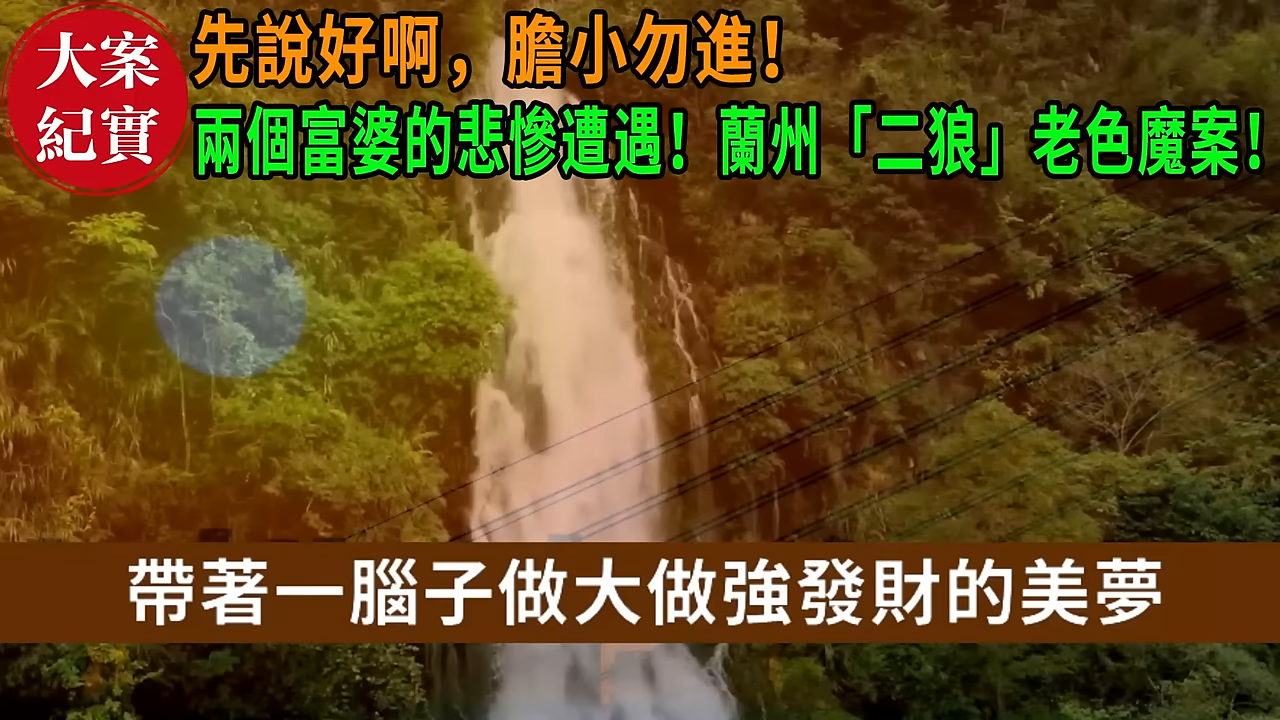 大案
紀實
先說好啊，膽小勿進！
兩個富婆的悲慘遭遇！蘭州「二狼」老色魔案！
帶著一腦子做大做強發財的美夢